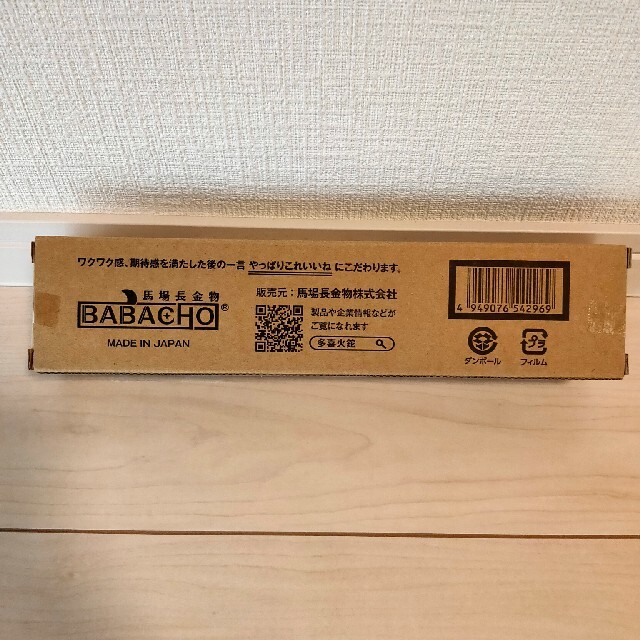 ワクワク感、期待感を満たした後の一言 やっぱりこれいいね にこだわります。
馬場長金物
BABACHO®
MADE IN JAPAN
販売元：馬場長金物株式会社
製品や企業情報などが
ご覧になれます
多喜火鉈
4 949076 542969
ダンボール
プラ
フィルム